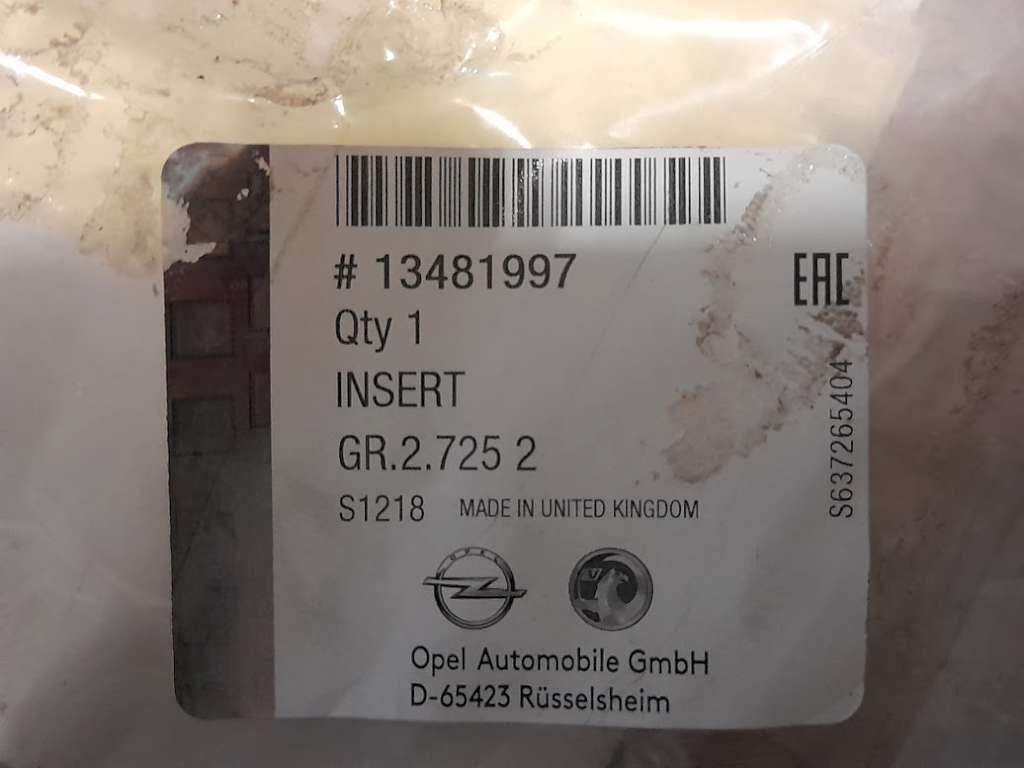 # 13481997
EAC
Qty 1
INSERT
GR.2.725 2
S1218 MADE IN UNITED KINGDOM
S637265404
OPEL
V
Opel Automobile GmbH
D-65423 Rüsselsheim